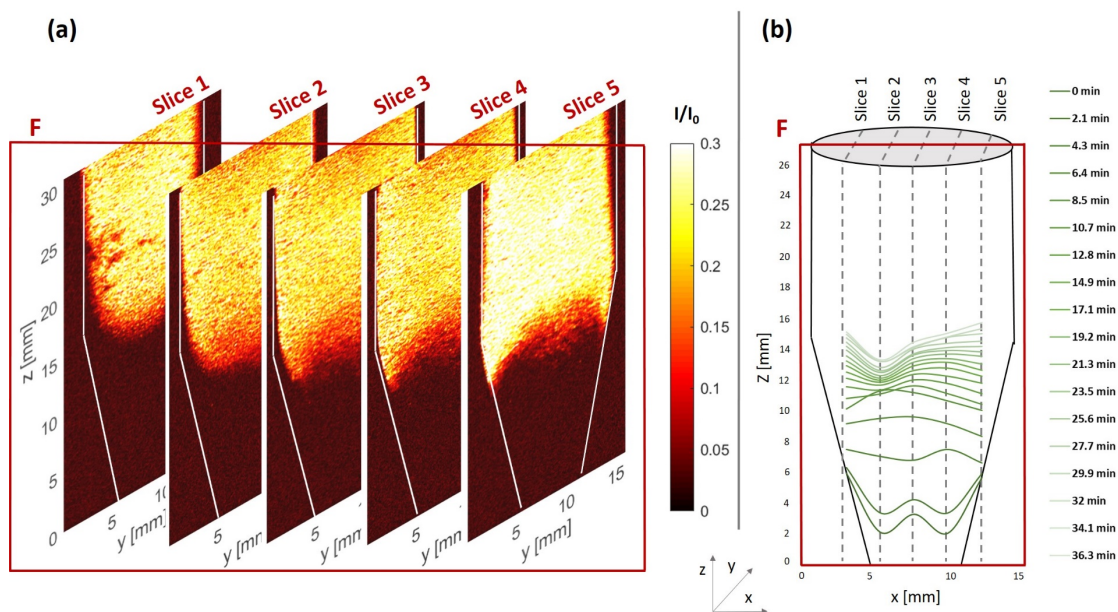 (a)
(b)
Slice 1
Slice 2
Slice 3
Slice 4
Slice 5
F
I/I0
0.3
0.25
0.2
0.15
0.1
0.05
0
30
25
20
15
10
5
0
z [mm]
5
10
y [mm]
5
y [mm]
5
y [mm]
5
y [mm]
5
10
15
y [mm]
z
y
x
F
Slice 1
Slice 2
Slice 3
Slice 4
Slice 5
26
24
22
20
18
16
14
12
10
8
6
4
2
0
Z [mm]
0
5
10
15
x [mm]
0 min
2.1 min
4.3 min
6.4 min
8.5 min
10.7 min
12.8 min
14.9 min
17.1 min
19.2 min
21.3 min
23.5 min
25.6 min
27.7 min
29.9 min
32 min
34.1 min
36.3 min